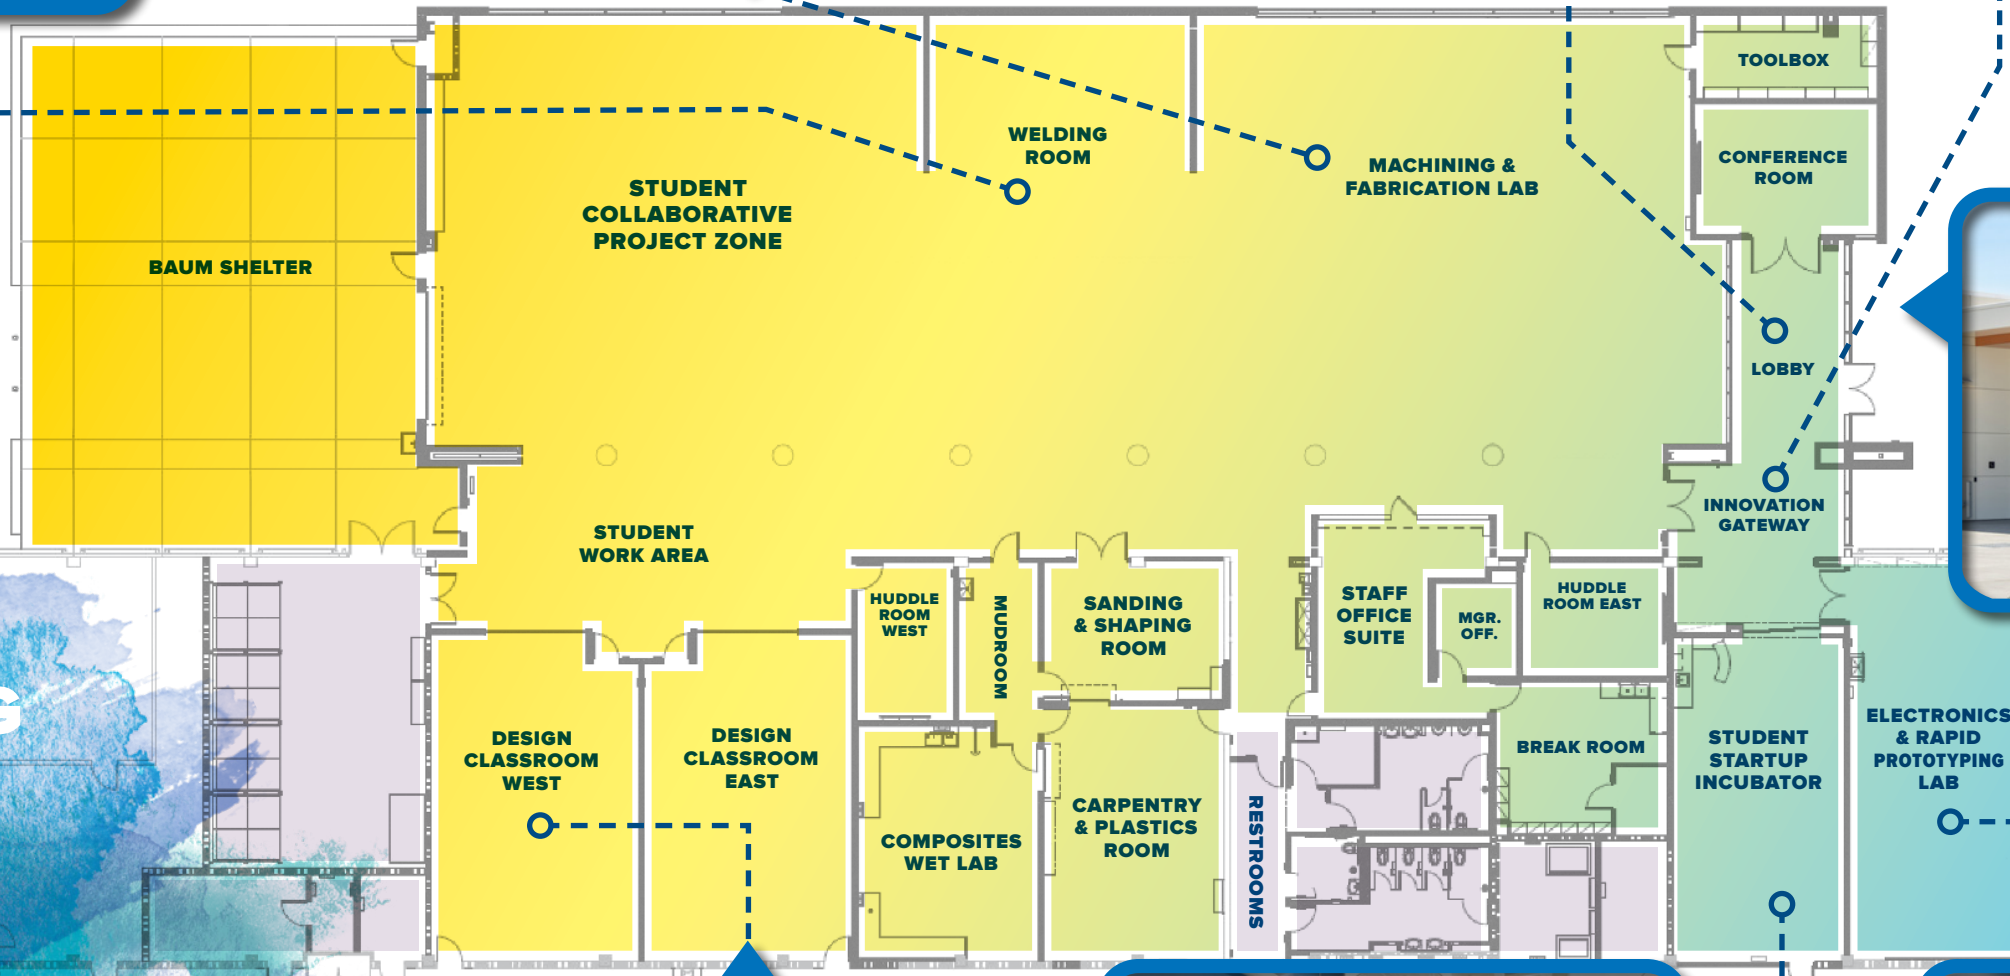 TOOLBOX
WELDING
ROOM
MACHINING &
FABRICATION LAB
CONFERENCE
ROOM
STUDENT
COLLABORATIVE
PROJECT ZONE
BAUM SHELTER
LOBBY
INNOVATION
GATEWAY
STUDENT
WORK AREA
HUDDLE
ROOM
WEST
MUDROOM
SANDING
& SHAPING
ROOM
STAFF
OFFICE
SUITE
MGR.
OFF.
HUDDLE
ROOM EAST
DESIGN
CLASSROOM
WEST
DESIGN
CLASSROOM
EAST
COMPOSITES
WET LAB
CARPENTRY
& PLASTICS
ROOM
RESTROOMS
BREAK ROOM
STUDENT
STARTUP
INCUBATOR
ELECTRONICS
& RAPID
PROTOTYPING
LAB
G